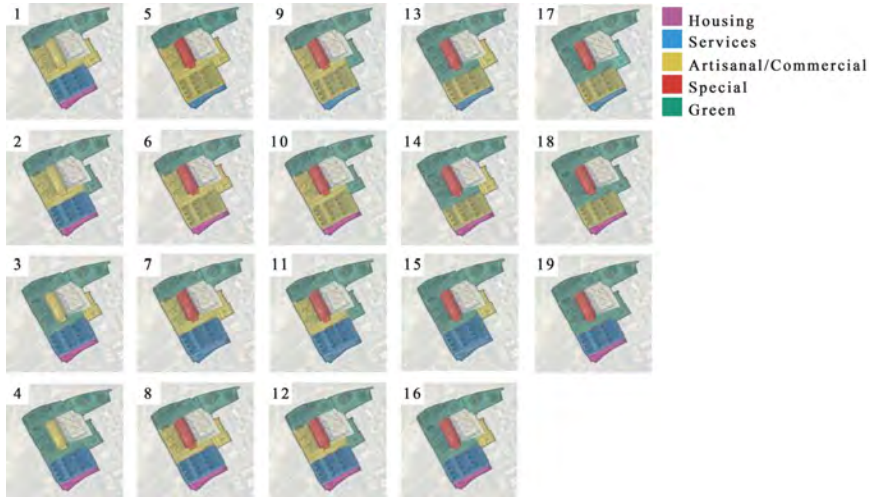 1 5 9 13 17
2 6 10 14 18
3 7 11 15 19
4 8 12 16
Housing
Services
Artisanal/Commercial
Special
Green